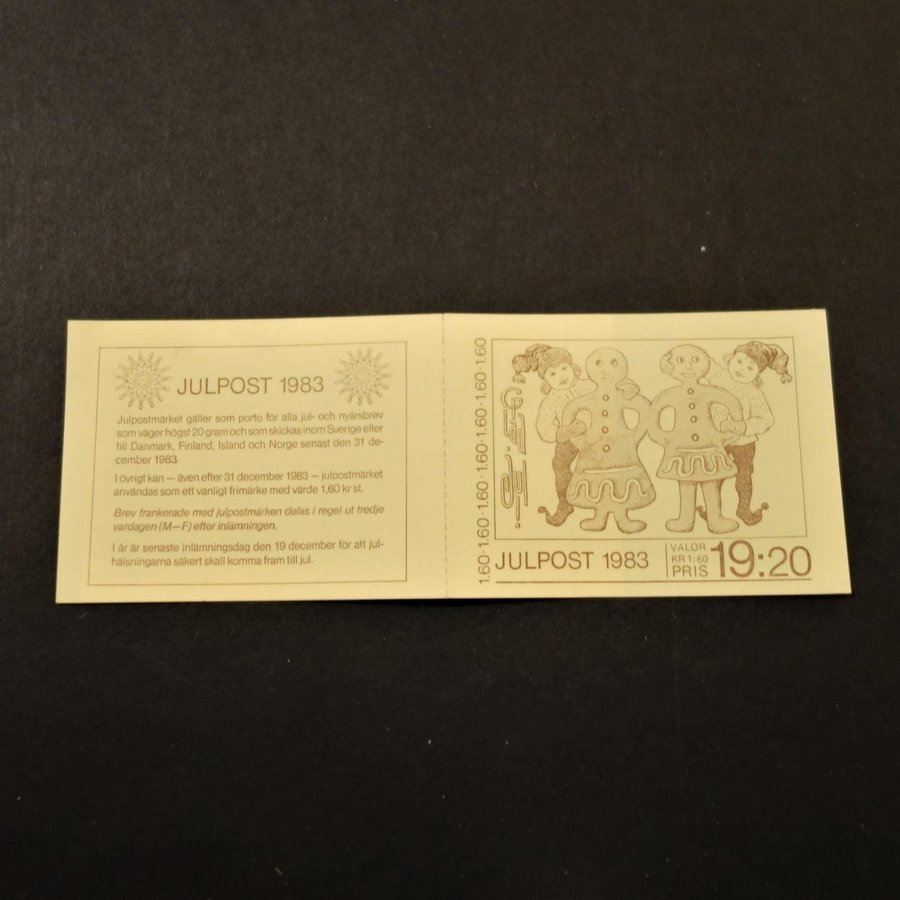 JULPOST 1983
Julpostmärket gäller som porto för alla jul- och nyårsbrev
som väger högst 20 gram och som skickas inom Sverige eller
till Danmark, Finland, Island och Norge senast den 31 de-
cember 1983.
I övrigt kan – även efter 31 december 1983 – julpostmärket
användas som ett vanligt frimärke med värde 1,60 kr st.
Brev frankerade med julpostmärken delas i regel ut tredje
vardagen (M–F) efter inlämningen.
I år är senaste inlämningsdag den 19 december för att jul-
hälsningarna säkert skall komma fram till jul.
1.60·1.60·1.60·1.60·1.60·1.60
JULPOST 1983
VALÖR
KR 1:60
PRIS 19:20